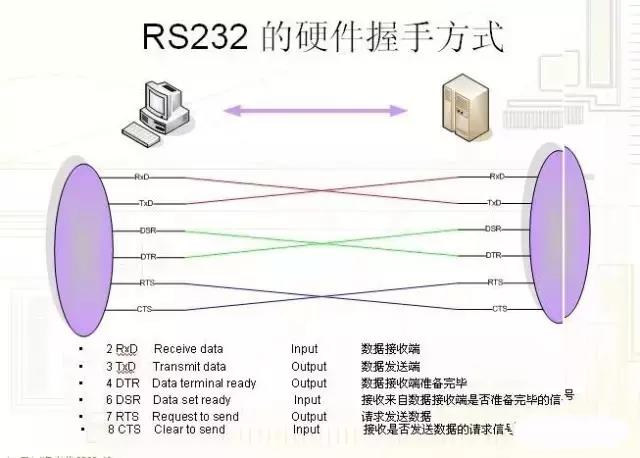 RS232 的硬件握手方式
RxD RxD
TxD TxD
DSR DSR
DTR DTR
RTS RTS
CTS CTS
• 2 RxD Receive data Input 数据接收端
• 3 TxD Transmit data Output 数据发送端
• 4 DTR Data terminal ready Output 数据接收端准备完毕
• 6 DSR Data set ready Input 接收来自数据接收端是否准备完毕的信号
• 7 RTS Request to send Output 请求发送数据
• 8 CTS Clear to send Input 接收是否发送数据的请求信号